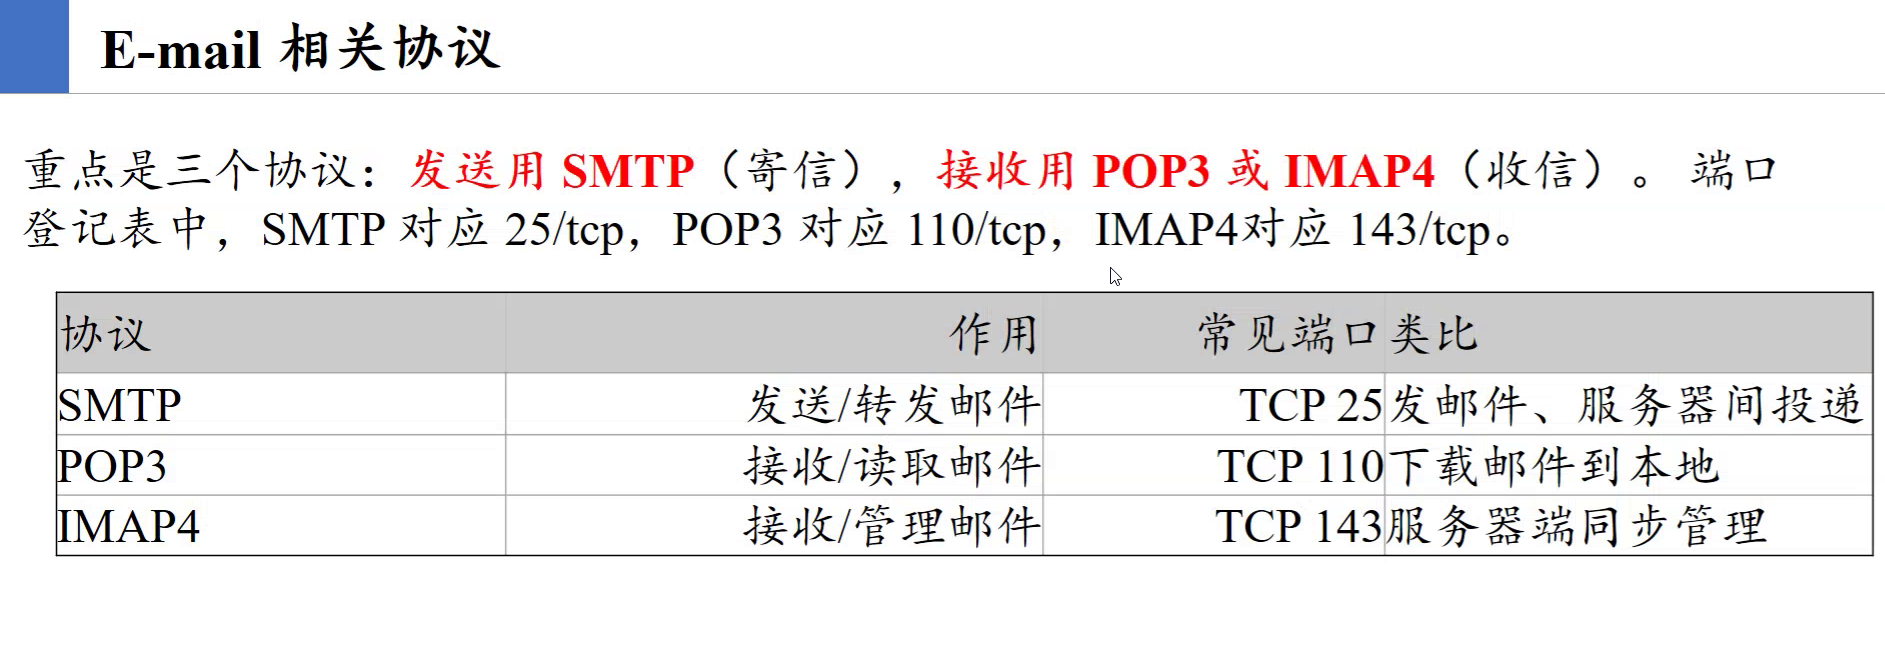 E-mail 相关协议
重点是三个协议：发送用 SMTP（寄信），接收用 POP3 或 IMAP4（收信）。 端口
登记表中，SMTP 对应 25/tcp，POP3 对应 110/tcp，IMAP4对应 143/tcp。
协议 作用 常见端口 类比
SMTP 发送/转发邮件 TCP 25 发邮件、服务器间投递
POP3 接收/读取邮件 TCP 110 下载邮件到本地
IMAP4 接收/管理邮件 TCP 143 服务器端同步管理